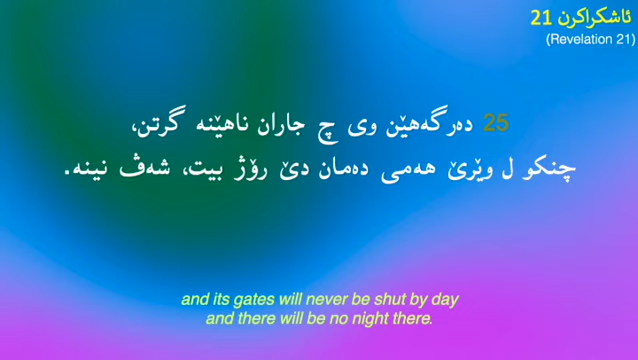 ئاشکراکرن 21
(Revelation 21)
25 دەرگەهێن وی چ جاران ناهێنە گرتن،
چنکو ل وێرێ هەمی دەمان دێ رۆژ بیت، شەڤ نینە.
and its gates will never be shut by day
and there will be no night there.